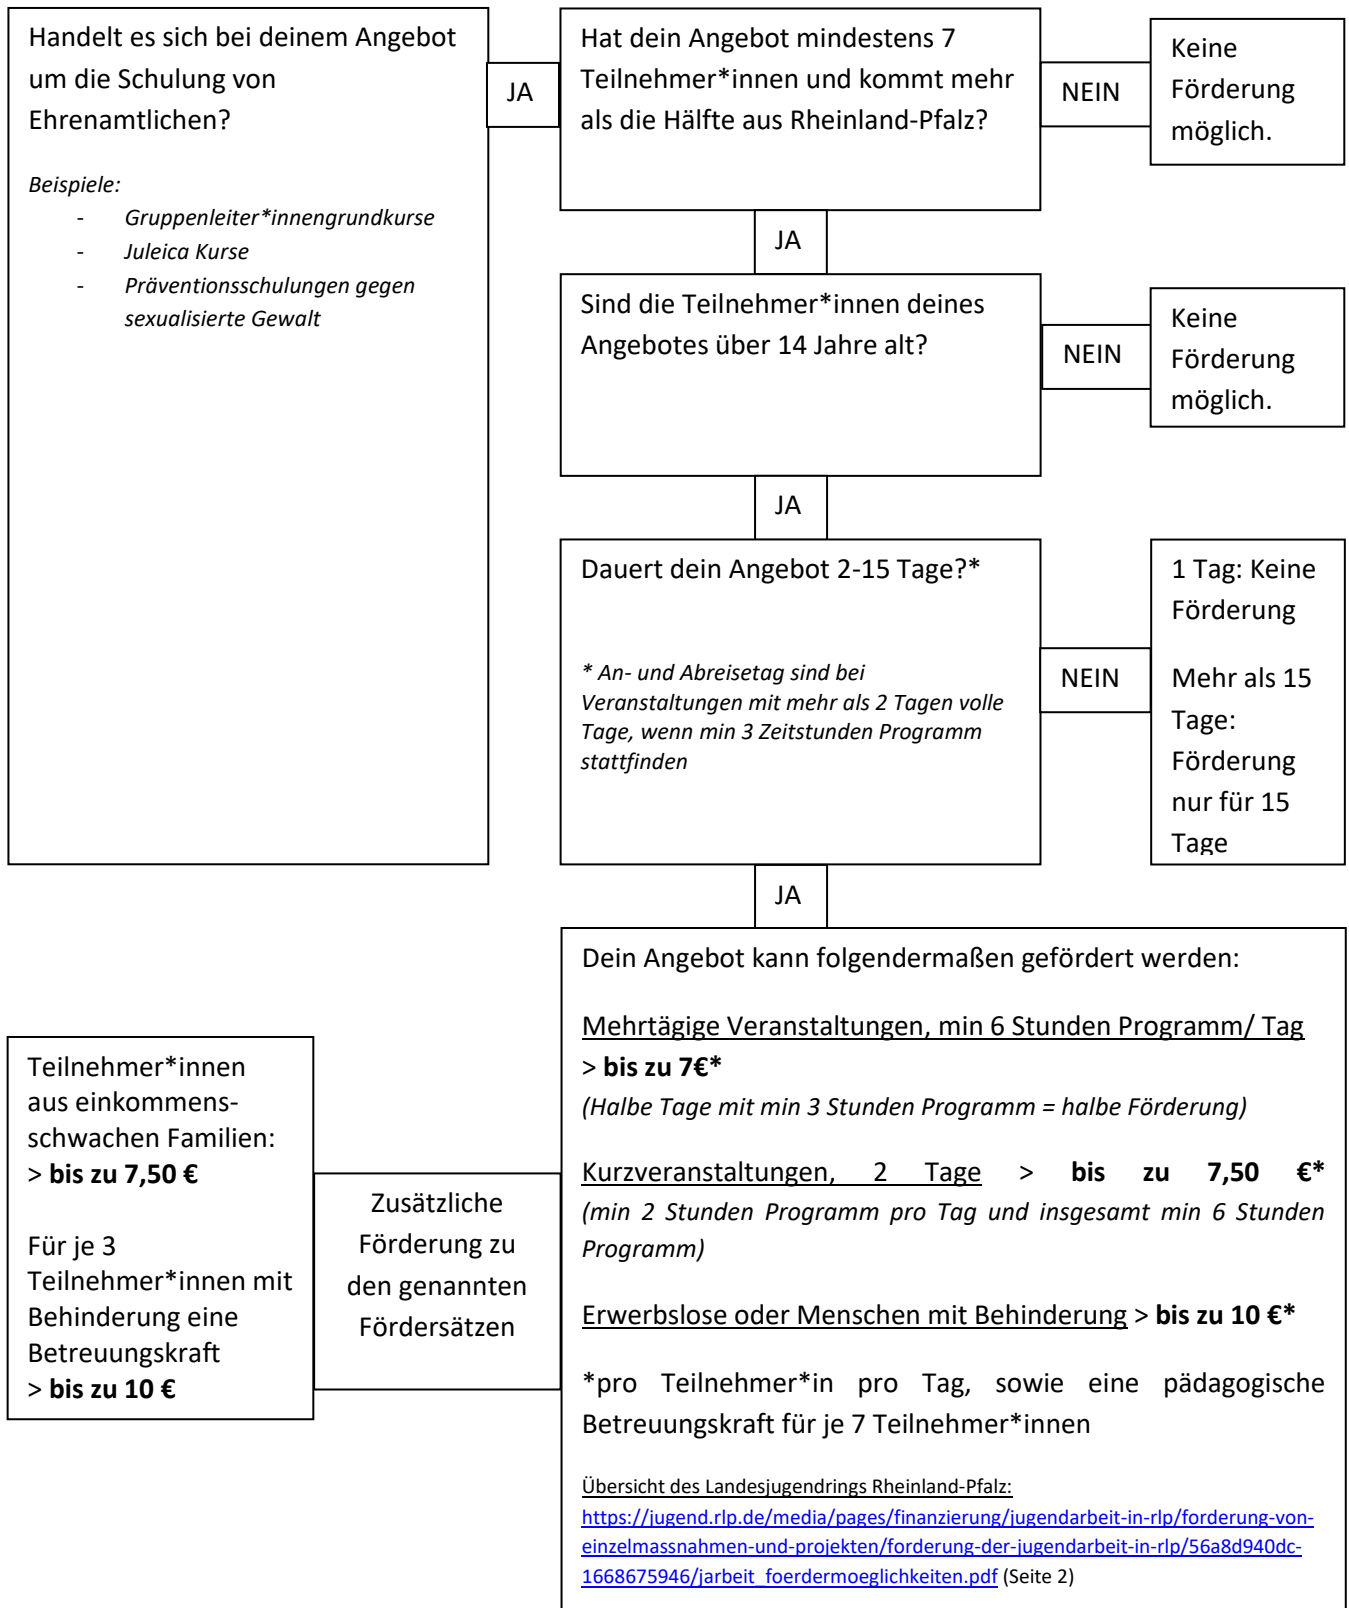 Handelt es sich bei deinem Angebot
um die Schulung von
Ehrenamtlichen?
Beispiele:
- Gruppenleiter*innengrundkurse
- Juleica Kurse
- Präventionsschulungen gegen
sexualisierte Gewalt
JA
Hat dein Angebot mindestens 7
Teilnehmer*innen und kommt mehr
als die Hälfte aus Rheinland-Pfalz?
NEIN
Keine
Förderung
möglich.
JA
Sind die Teilnehmer*innen deines
Angebotes über 14 Jahre alt?
NEIN
Keine
Förderung
möglich.
JA
Dauert dein Angebot 2-15 Tage?*
* An- und Abreisetag sind bei
Veranstaltungen mit mehr als 2 Tagen volle
Tage, wenn min 3 Zeitstunden Programm
stattfinden
NEIN
1 Tag: Keine
Förderung
Mehr als 15
Tage:
Förderung
nur für 15
Tage
JA
Dein Angebot kann folgendermaßen gefördert werden:
Mehrtägige Veranstaltungen, min 6 Stunden Programm/ Tag
> bis zu 7€*
(Halbe Tage mit min 3 Stunden Programm = halbe Förderung)
Kurzveranstaltungen, 2 Tage > bis zu 7,50 €*
(min 2 Stunden Programm pro Tag und insgesamt min 6 Stunden
Programm)
Erwerbslose oder Menschen mit Behinderung > bis zu 10 €*
*pro Teilnehmer*in pro Tag, sowie eine pädagogische
Betreuungskraft für je 7 Teilnehmer*innen
Übersicht des Landesjugendrings Rheinland-Pfalz:
https://jugend.rlp.de/media/pages/finanzierung/jugendarbeit-in-rlp/forderung-von-
einzelmassnahmen-und-projekten/forderung-der-jugendarbeit-in-rlp/56a8d940dc-
1668675946/jarbeit_foerdermoeglichkeiten.pdf (Seite 2)
Zusätzliche
Förderung zu
den genannten
Fördersätzen
Teilnehmer*innen
aus einkommens-
schwachen Familien:
> bis zu 7,50 €
Für je 3
Teilnehmer*innen mit
Behinderung eine
Betreuungskraft
> bis zu 10 €